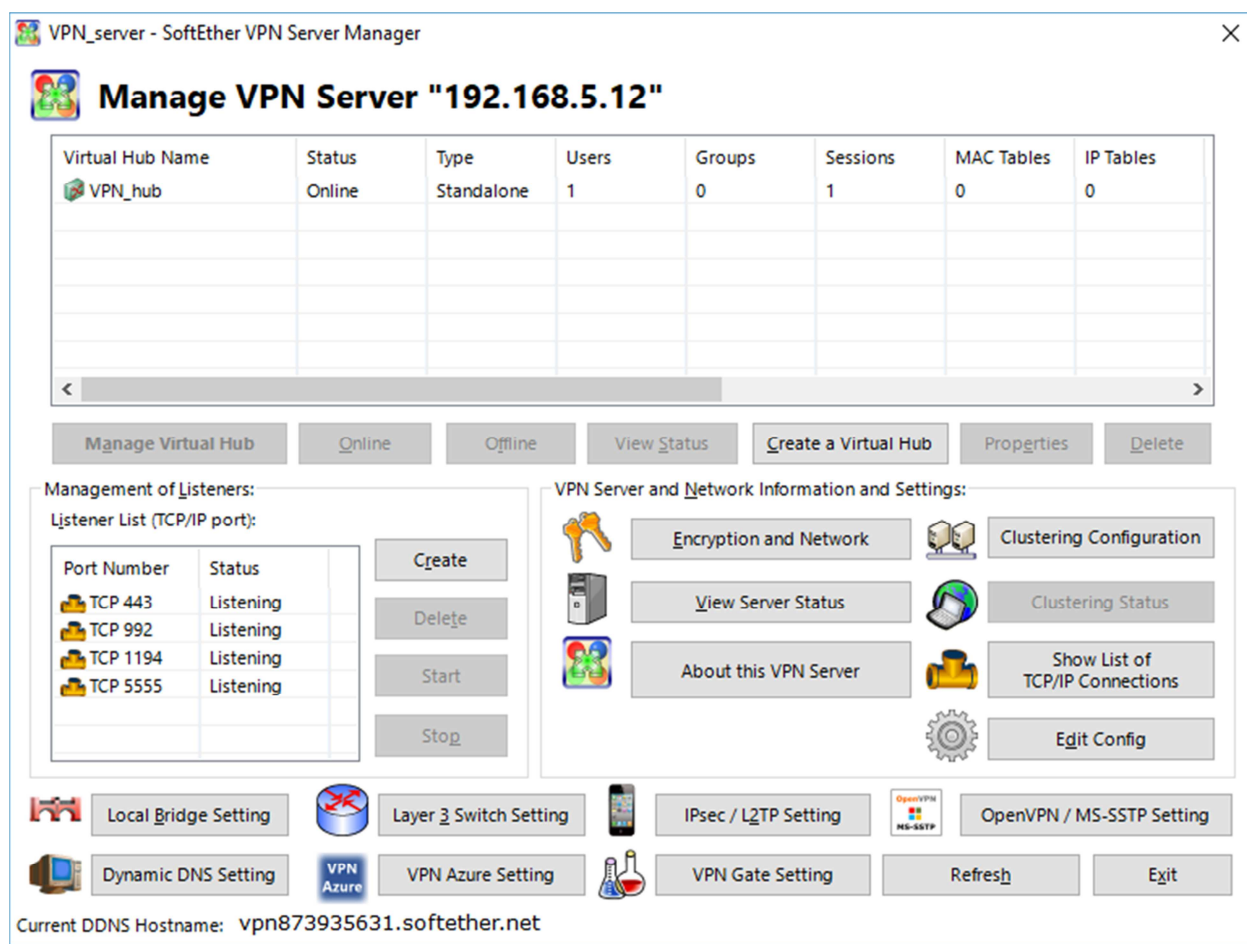 VPN_server - SoftEther VPN Server Manager
Manage VPN Server "192.168.5.12"
Virtual Hub Name Status Type Users Groups Sessions MAC Tables IP Tables
VPN_hub Online Standalone 1 0 1 0 0
Manage Virtual Hub Online Offline View Status Create a Virtual Hub Properties Delete
Management of Listeners:
Listener List (TCP/IP port):
Port Number Status
TCP 443 Listening
TCP 992 Listening
TCP 1194 Listening
TCP 5555 Listening
Create
Delete
Start
Stop
VPN Server and Network Information and Settings:
Encryption and Network
Clustering Configuration
View Server Status
Clustering Status
About this VPN Server
Show List of
TCP/IP Connections
Edit Config
Local Bridge Setting
Layer 3 Switch Setting
IPsec / L2TP Setting
OpenVPN
MS-SSTP
OpenVPN / MS-SSTP Setting
Dynamic DNS Setting
VPN
Azure
VPN Azure Setting
VPN Gate Setting
Refresh
Exit
Current DDNS Hostname: vpn873935631.softether.net